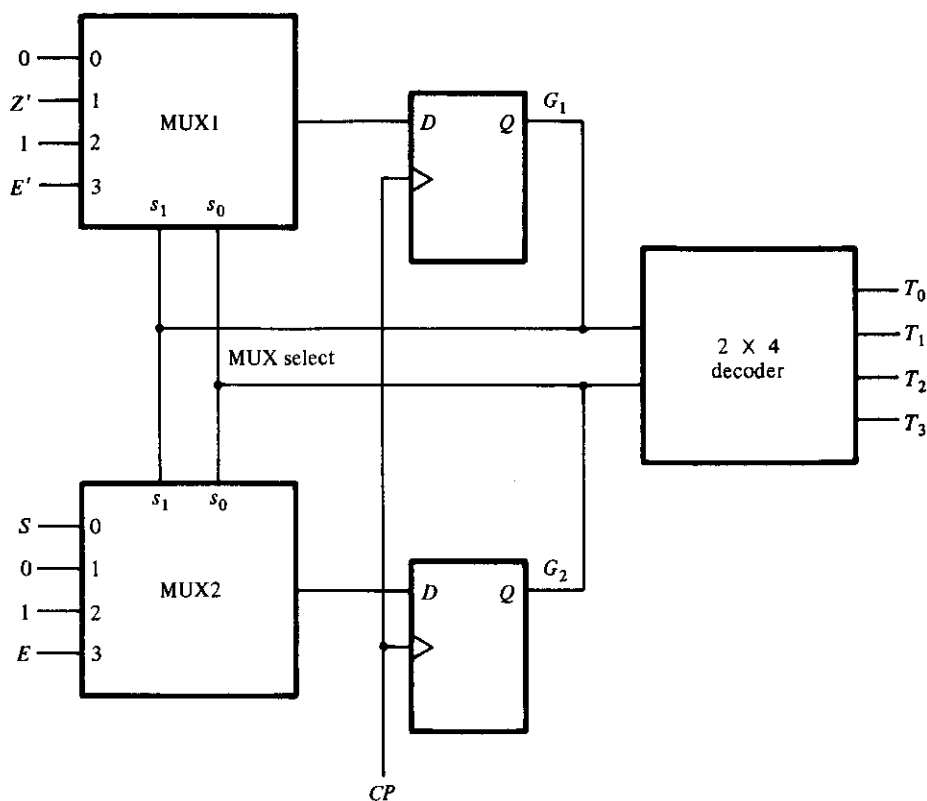 0
Z'
1
E'
0
1
2
3
MUX1
s1
s0
D
Q
G1
MUX select
2 X 4
decoder
T0
T1
T2
T3
s1
s0
S
0
1
E
0
1
2
3
MUX2
D
Q
G2
CP